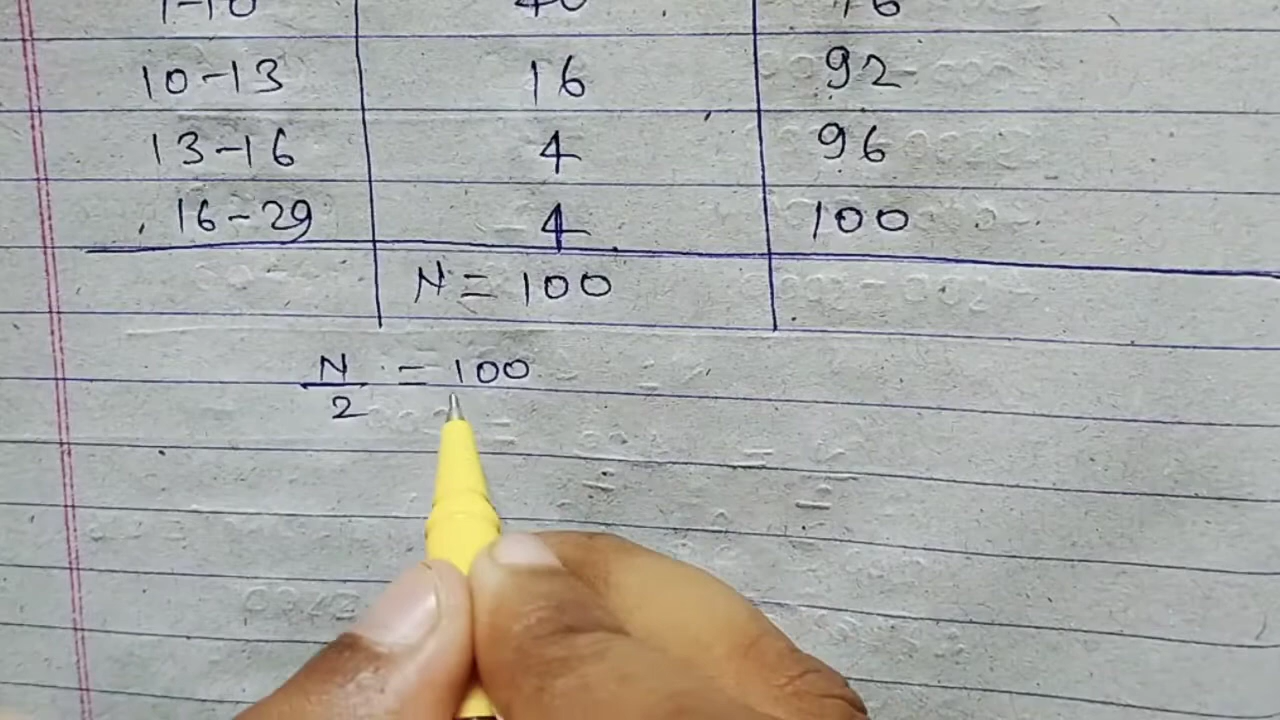 10-13 16 92
13-16 4 96
16-29 4 100
N = 100
N/2 = 100